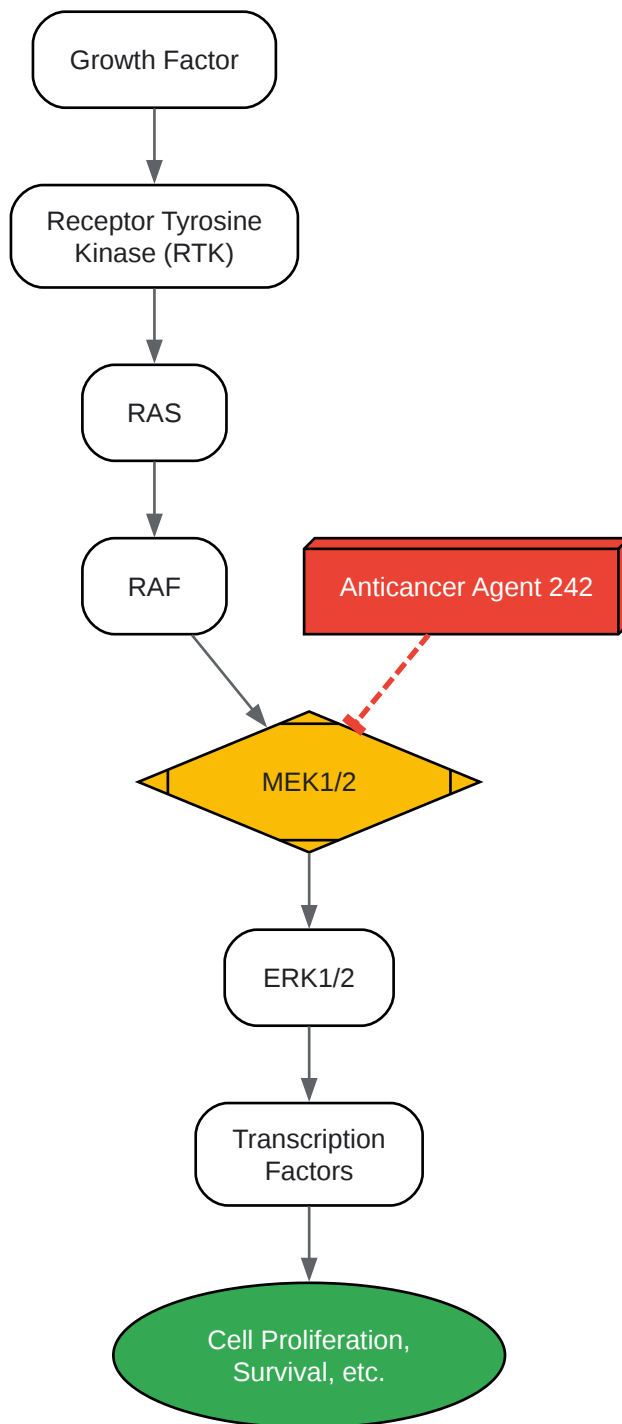 Growth Factor
Receptor Tyrosine
Kinase (RTK)
RAS
RAF
Anticancer Agent 242
MEK1/2
ERK1/2
Transcription
Factors
Cell Proliferation,
Survival, etc.